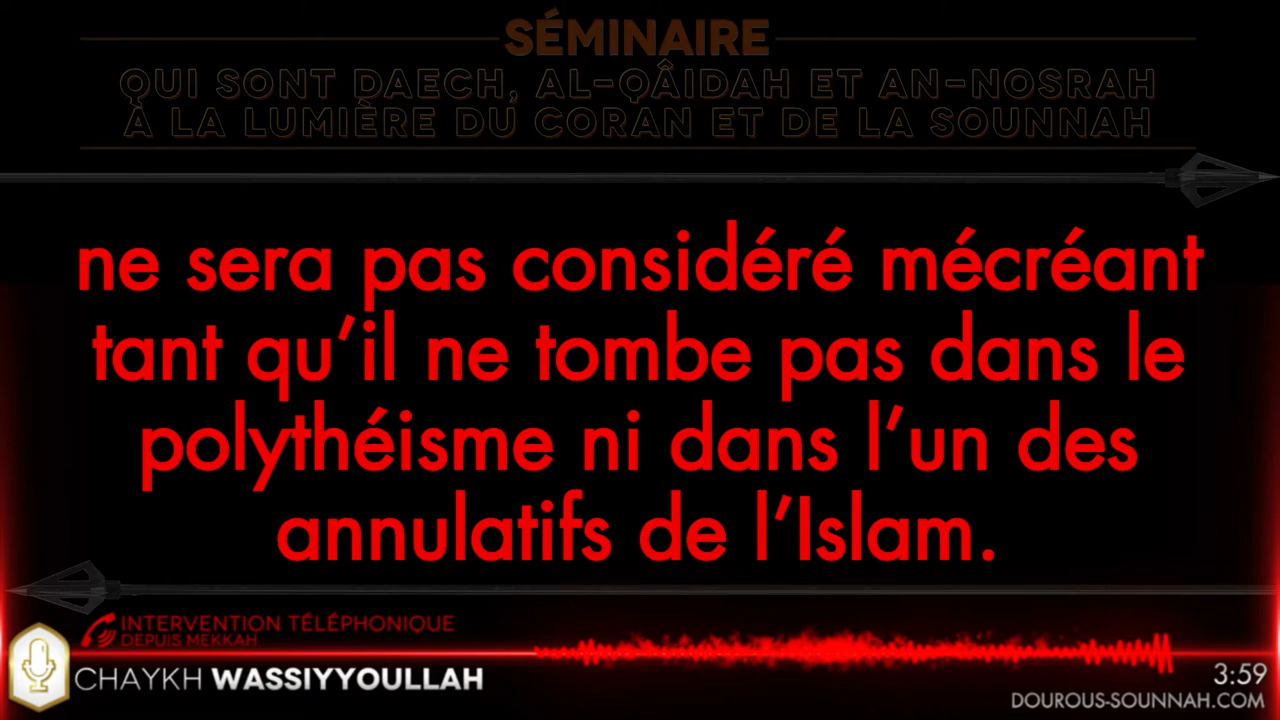 SÉMINAIRE
QUI SONT DAECH, AL-QÂIDAH ET AN-NOSRAH
À LA LUMIÈRE DU CORAN ET DE LA SOUNNAH
ne sera pas considéré mécréant
tant qu’il ne tombe pas dans le
polythéisme ni dans l’un des
annulatifs de l’Islam.
INTERVENTION TÉLÉPHONIQUE
DEPUIS MEKKAH
CHAYKH WASSIYYOULLAH
3:59
DOUROUS-SOUNNAH.COM